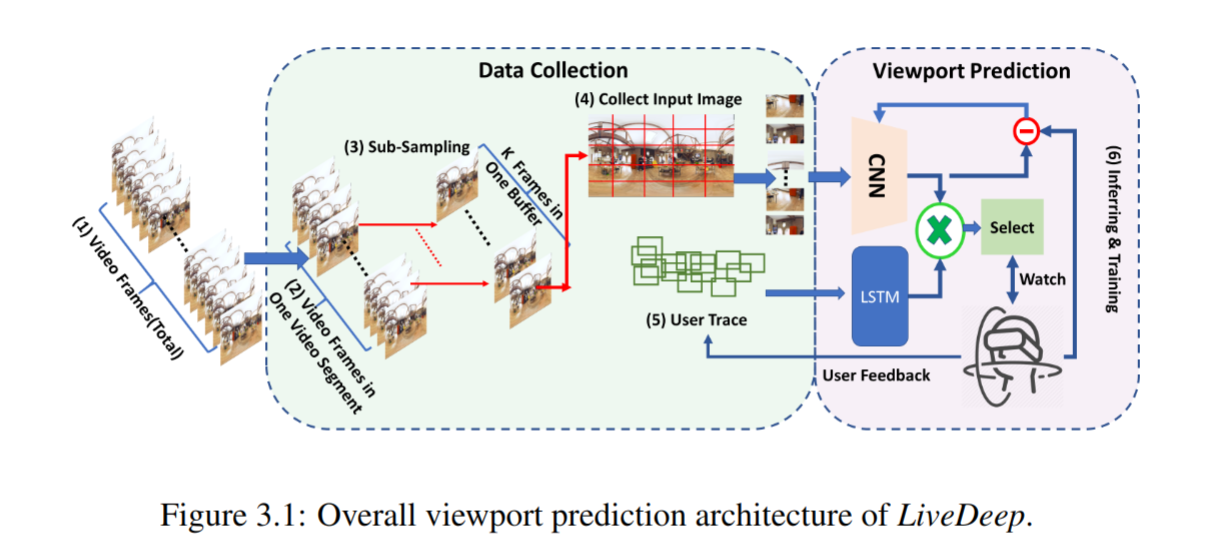 Data Collection
Viewport Prediction
(1) Video Frames(Total)
(2) Video Frames in
One Video Segment
(3) Sub-Sampling
K Frames in
One Buffer
(4) Collect Input Image
(5) User Trace
CNN
LSTM
Select
Watch
User Feedback
(6) Inferring & Training
Figure 3.1: Overall viewport prediction architecture of LiveDeep.